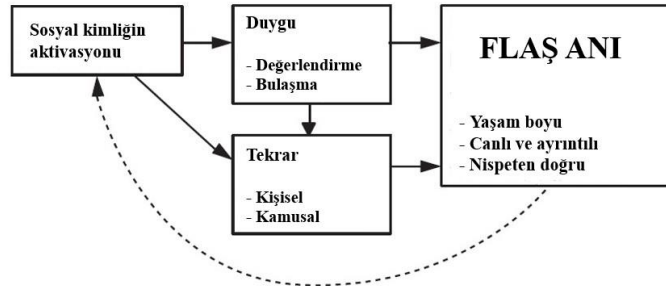 Sosyal kimliğin
aktivasyonu
Duygu
- Değerlendirme
- Bulaşma
Tekrar
- Kişisel
- Kamusal
FLAŞ ANI
- Yaşam boyu
- Canlı ve ayrıntılı
- Nispeten doğru